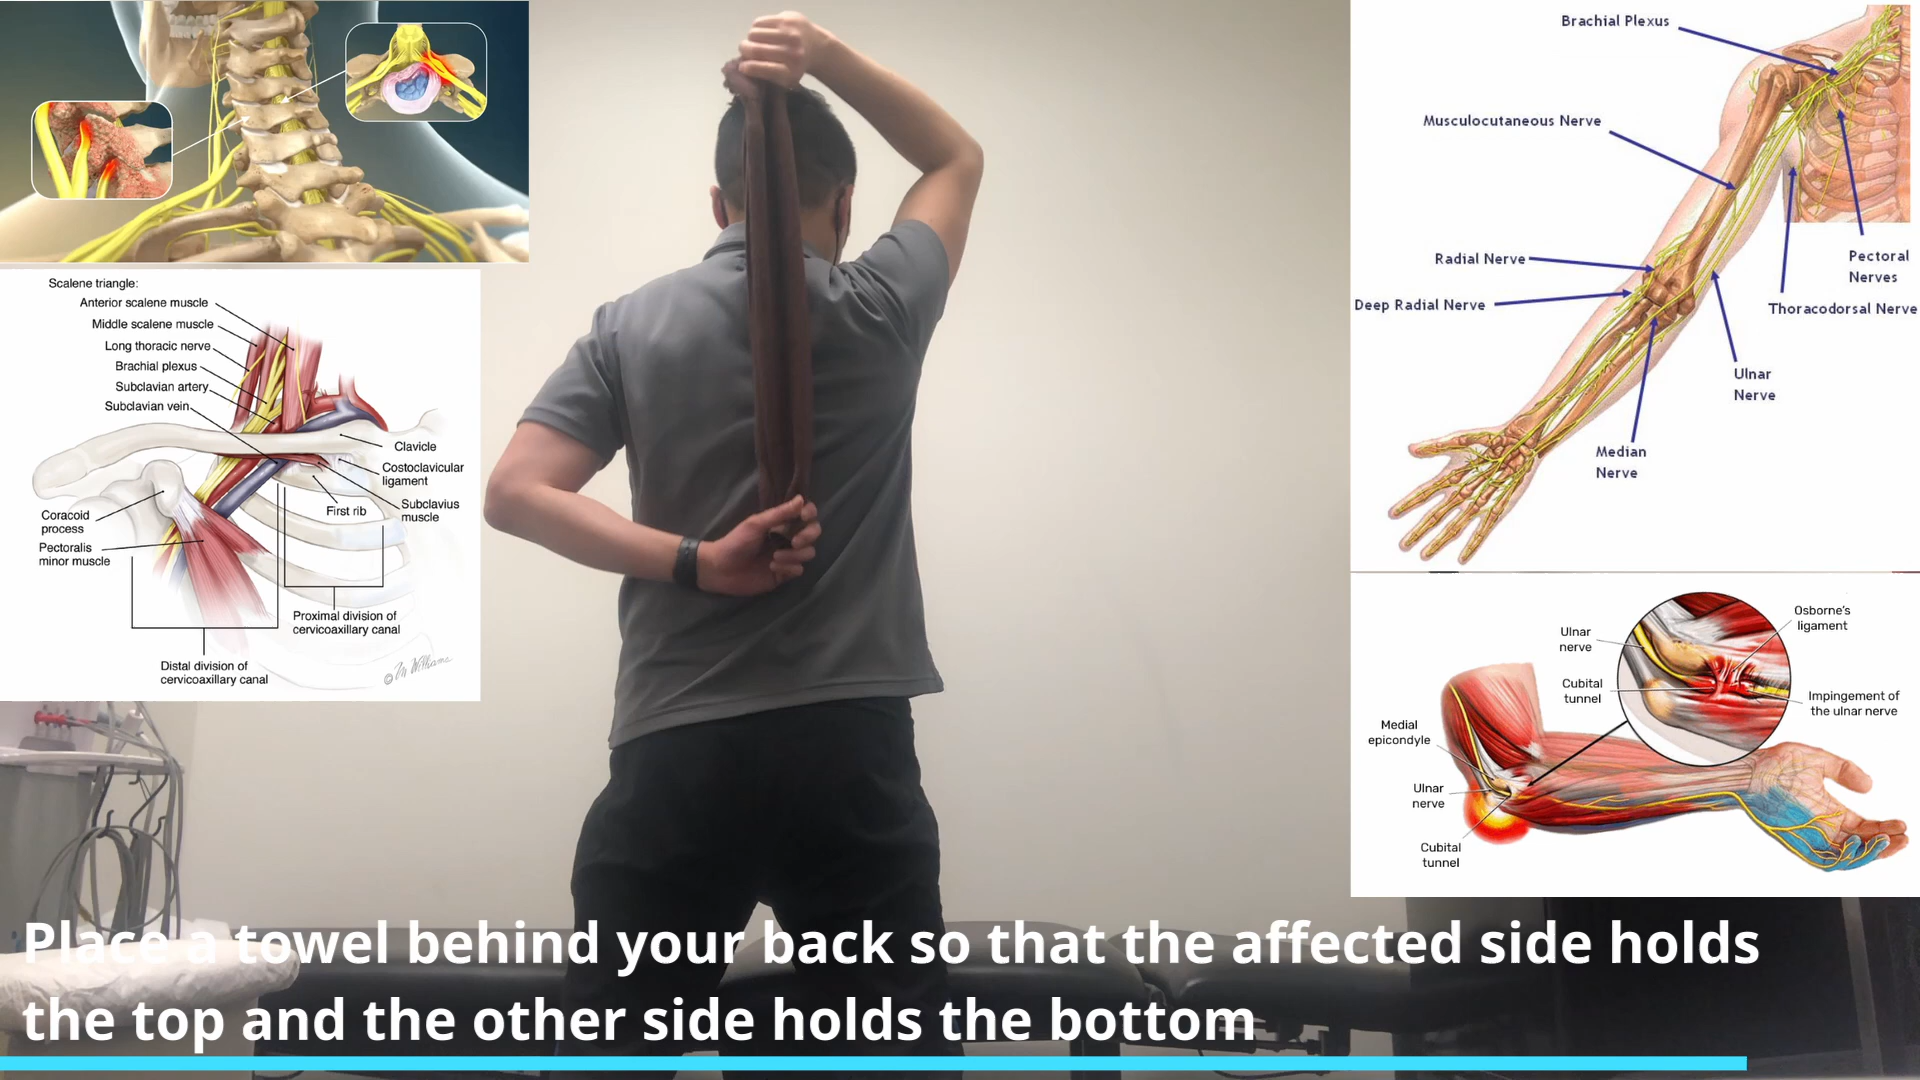 Scalene triangle:
Anterior scalene muscle
Middle scalene muscle
Long thoracic nerve
Brachial plexus
Subclavian artery
Subclavian vein
Clavicle
Costoclavicular
ligament
Subclavius
muscle
First rib
Coracoid
process
Pectoralis
minor muscle
Proximal division of
cervicoaxillary canal
Distal division of
cervicoaxillary canal
© M Williams
Brachial Plexus
Musculocutaneous Nerve
Radial Nerve
Deep Radial Nerve
Pectoral
Nerves
Thoracodorsal Nerve
Ulnar
Nerve
Median
Nerve
Osborne's
ligament
Ulnar
nerve
Cubital
tunnel
Impingement of
the ulnar nerve
Medial
epicondyle
Ulnar
nerve
Cubital
tunnel
Place a towel behind your back so that the affected side holds
the top and the other side holds the bottom